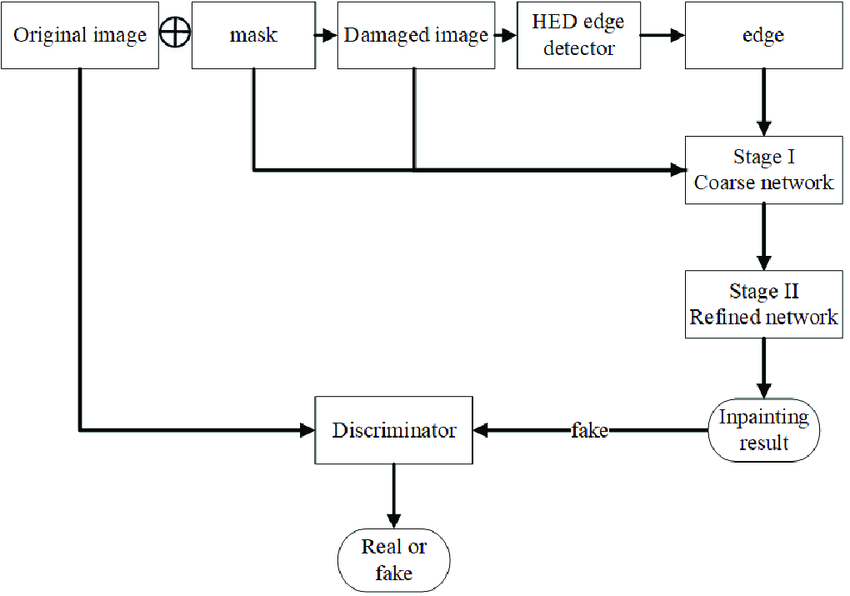 Original image
mask
Damaged image
HED edge
detector
edge
Stage I
Coarse network
Stage II
Refined network
Inpainting
result
fake
Discriminator
Real or
fake